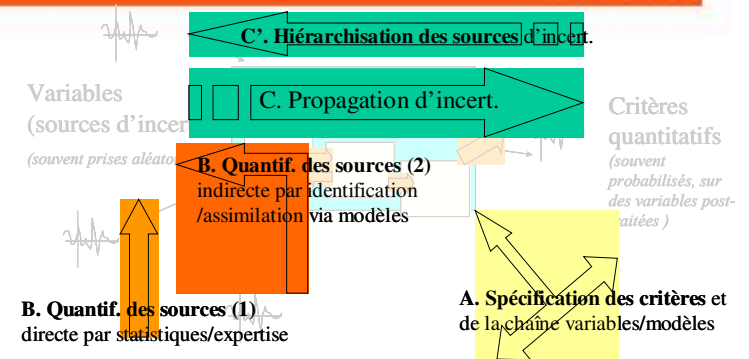 C’. Hiérarchisation des sources d’incert.
C. Propagation d’incert.
Variables
(sources d’incer
(souvent prises aléato
Critères
quantitatifs
(souvent
probabilisés, sur
des variables post-
raitées )
B. Quantif. des sources (2)
indirecte par identification
/assimilation via modèles
B. Quantif. des sources (1)
directe par statistiques/expertise
A. Spécification des critères et
de la chaîne variables/modèles